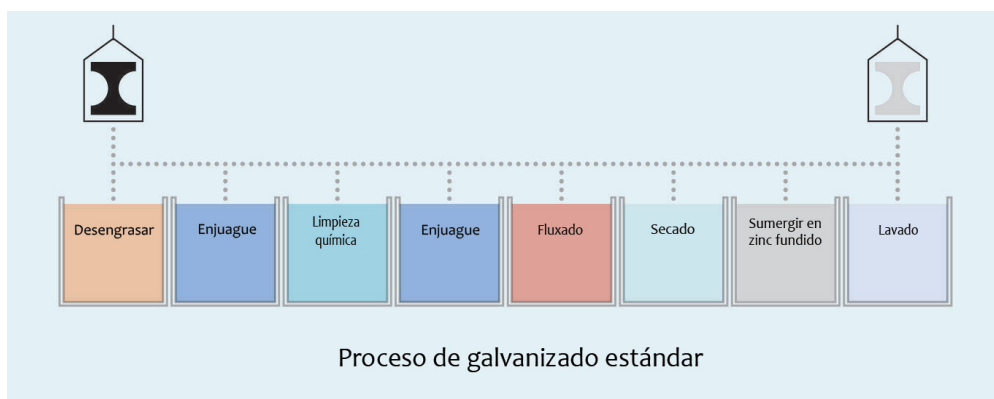 Desengrasar
Enjuague
Limpieza
química
Enjuague
Fluxado
Secado
Sumergir en
zinc fundido
Lavado
Proceso de galvanizado estándar